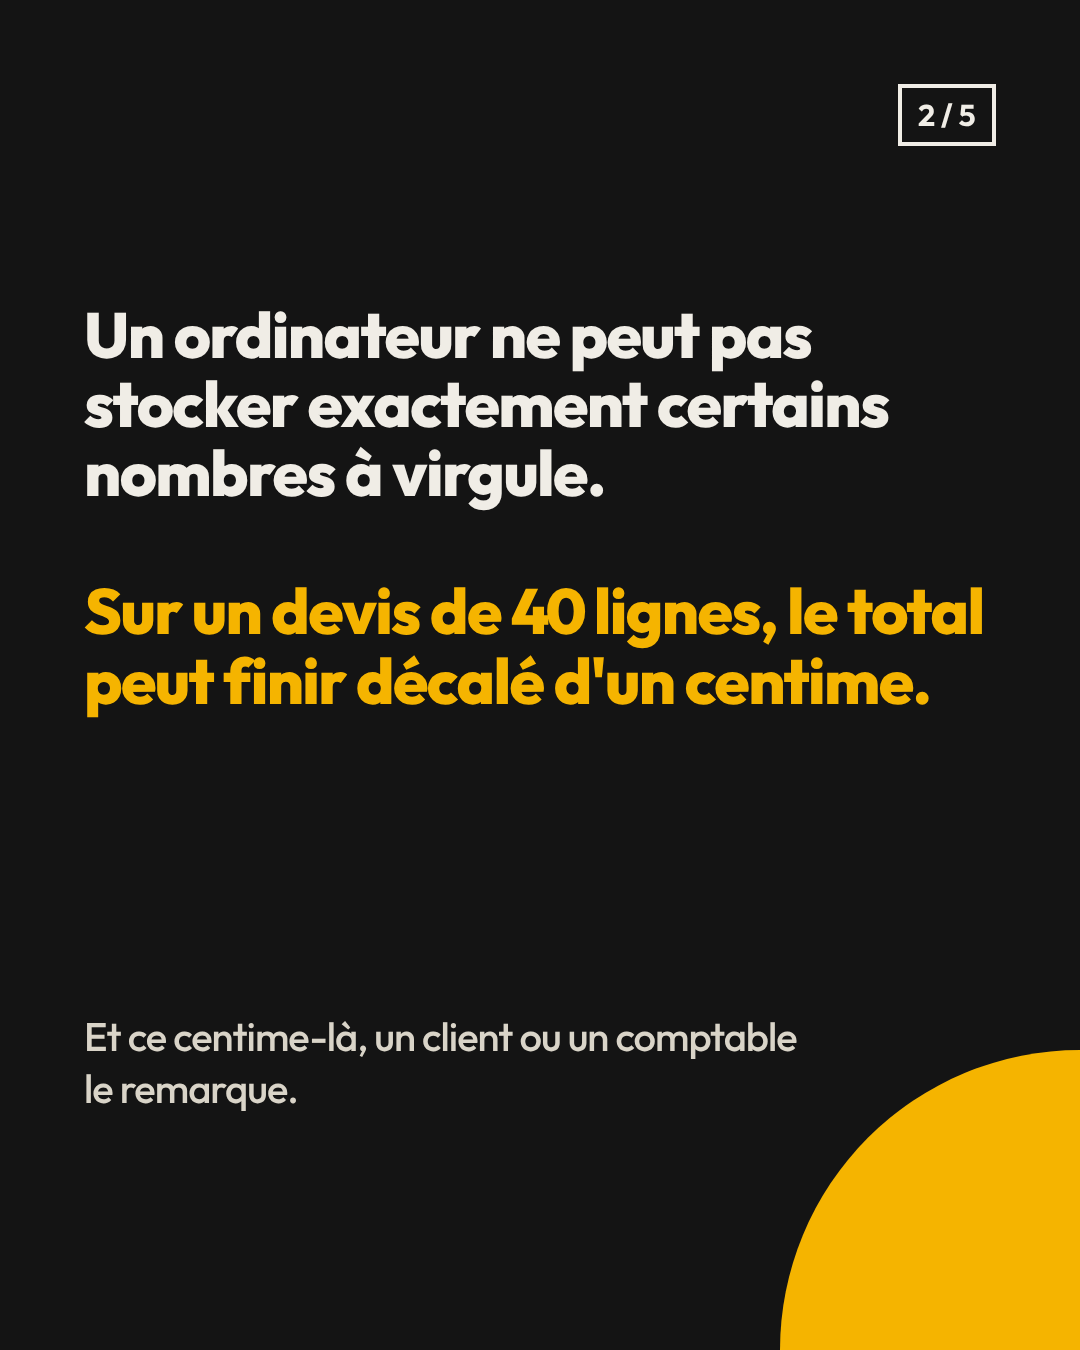 2 / 5
Un ordinateur ne peut pas
stocker exactement certains
nombres à virgule.
Sur un devis de 40 lignes, le total
peut finir décalé d'un centime.
Et ce centime-là, un client ou un comptable
le remarque.